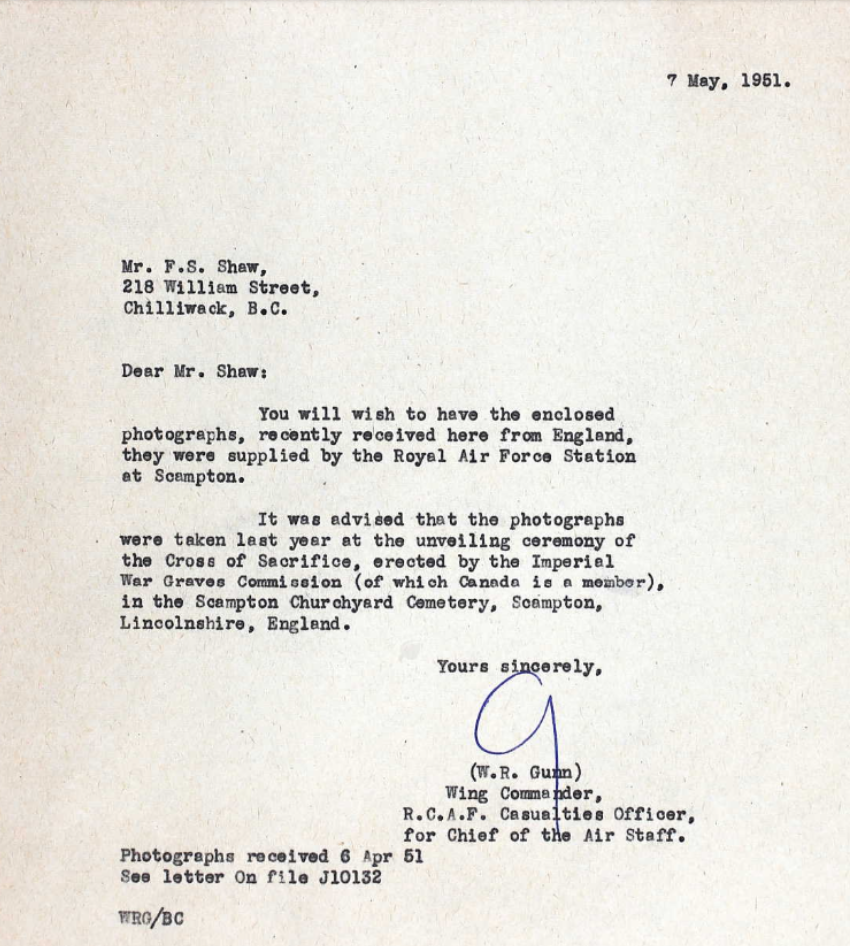 7 May, 1951.
Mr. F.S. Shaw,
218 William Street,
Chilliwack, B.C.
Dear Mr. Shaw:
You will wish to have the enclosed
photographs, recently received here from England,
they were supplied by the Royal Air Force Station
at Scampton.
It was advised that the photographs
were taken last year at the unveiling ceremony of
the Cross of Sacrifice, erected by the Imperial
War Graves Commission (of which Canada is a member),
in the Scampton Churchyard Cemetery, Scampton,
Lincolnshire, England.
Yours sincerely,
G
(W.R. Gunn)
Wing Commander,
R.C.A.F. Casualties Officer,
for Chief of the Air Staff.
Photographs received 6 Apr 51
See letter On file J10132
WRG/BC